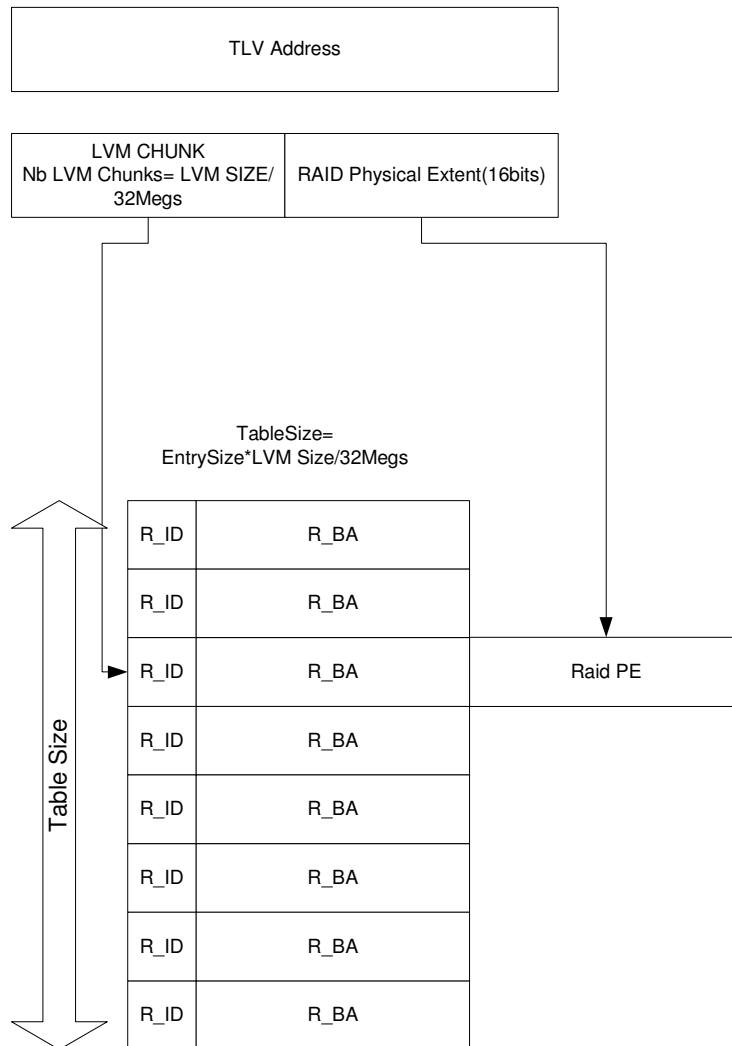 TLV Address
LVM CHUNK
Nb LVM Chunks= LVM SIZE/
32Megs
RAID Physical Extent(16bits)
TableSize=
EntrySize*LVM Size/32Megs
R_ID R_BA
R_ID R_BA
R_ID R_BA Raid PE
R_ID R_BA
R_ID R_BA
R_ID R_BA
R_ID R_BA
R_ID R_BA
Table Size